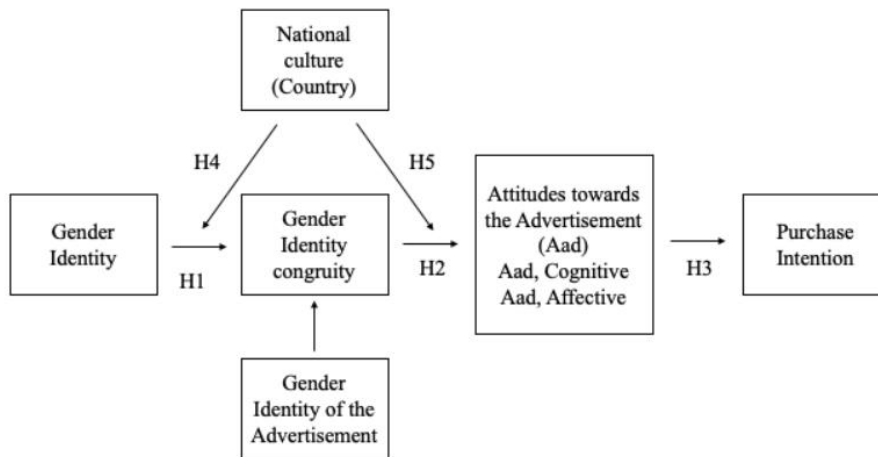 National
culture
(Country)
H4
H5
Gender
Identity
H1
Gender
Identity
congruity
H2
Attitudes towards
the Advertisement
(Aad)
Aad, Cognitive
Aad, Affective
H3
Purchase
Intention
Gender
Identity of the
Advertisement